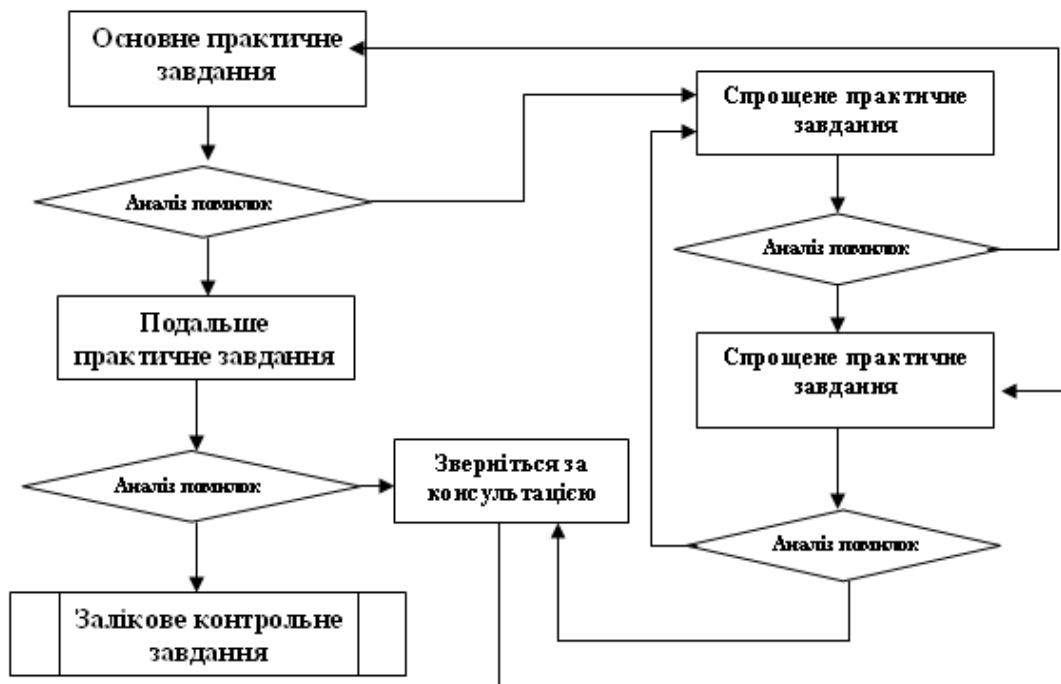 Основне практичне
завдання
Аналіз помилок
Подальше
практичне завдання
Аналіз помилок
Залікове контрольне
завдання
Зверніться за
консультацією
Спрощене практичне
завдання
Аналіз помилок
Спрощене практичне
завдання
Аналіз помилок